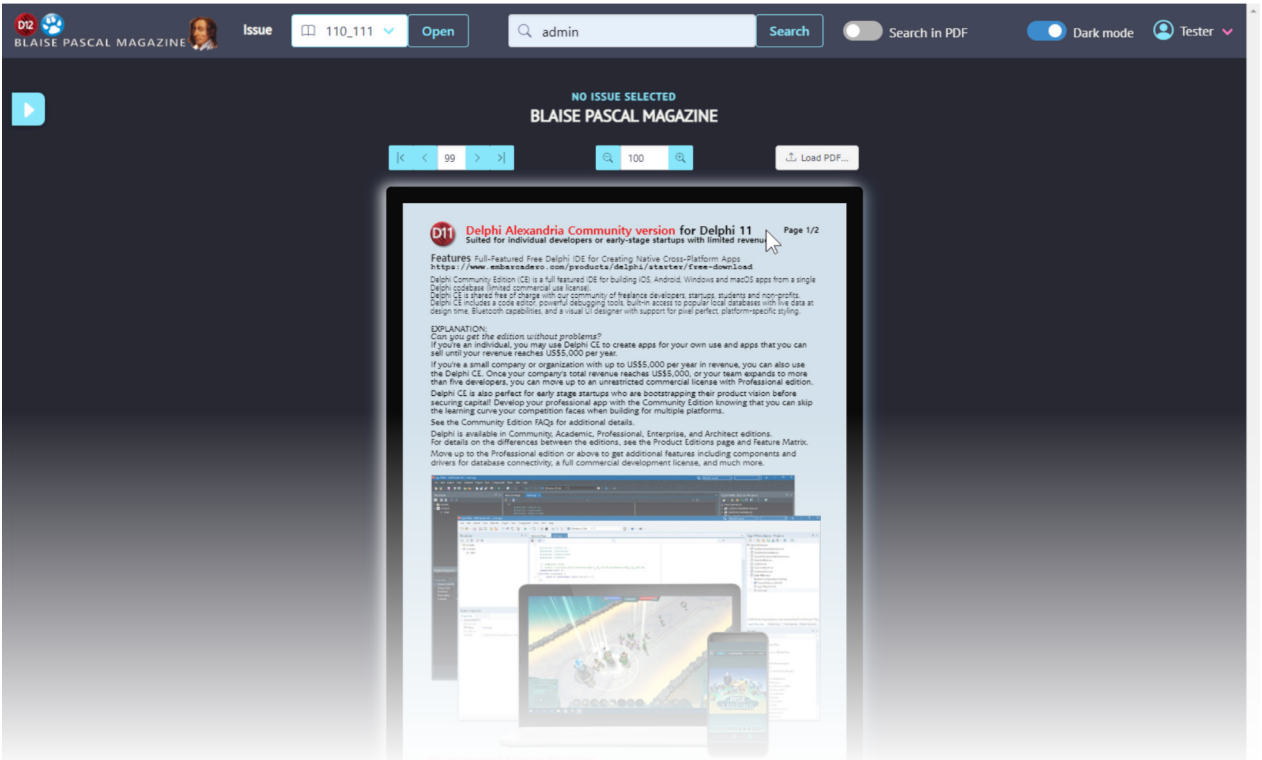 D12
BLAISE PASCAL MAGAZINE
Issue
110_111
Open
admin
Search
Search in PDF
Dark mode
Tester
NO ISSUE SELECTED
BLAISE PASCAL MAGAZINE
99
100
Load PDF...
D11
Delphi Alexandria Community version for Delphi 11
Page 1/2
Suited for individual developers or early-stage startups with limited revenue
Features Full-Featured Free Delphi IDE for Creating Native Cross-Platform Apps
https://www.embarcadero.com/products/delphi/starter/free-download
Delphi Community Edition (CE) is a full featured IDE for building iOS, Android, Windows and macOS apps from a single
Delphi codebase (limited commercial use license).
Delphi CE is shared free of charge with our community of freelance developers, startups, students and non-profits.
Delphi CE includes a code editor, powerful debugging tools, built-in access to popular local databases with live data at
design time, Bluetooth capabilities, and a visual UI designer with support for pixel perfect, platform-specific styling.
EXPLANATION:
Can you get the edition without problems?
If you're an individual, you may use Delphi CE to create apps for your own use and apps that you can
sell until your revenue reaches US$5,000 per year.
If you're a small company or organization with up to US$5,000 per year in revenue, you can also use
the Delphi CE. Once your company's total revenue reaches US$5,000, or your team expands to more
than five developers, you can move up to an unrestricted commercial license with Professional edition.
Delphi CE is also perfect for early stage startups who are bootstrapping their product vision before
securing capital! Develop your professional app with the Community Edition knowing that you can skip
the learning curve your competition faces when building for multiple platforms.
See the Community Edition FAQs for additional details.
Delphi is available in Community, Academic, Professional, Enterprise, and Architect editions.
For details on the differences between the editions, see the Product Editions page and Feature Matrix.
Move up to the Professional edition or above to get additional features including components and
drivers for database connectivity, a full commercial development license, and much more.